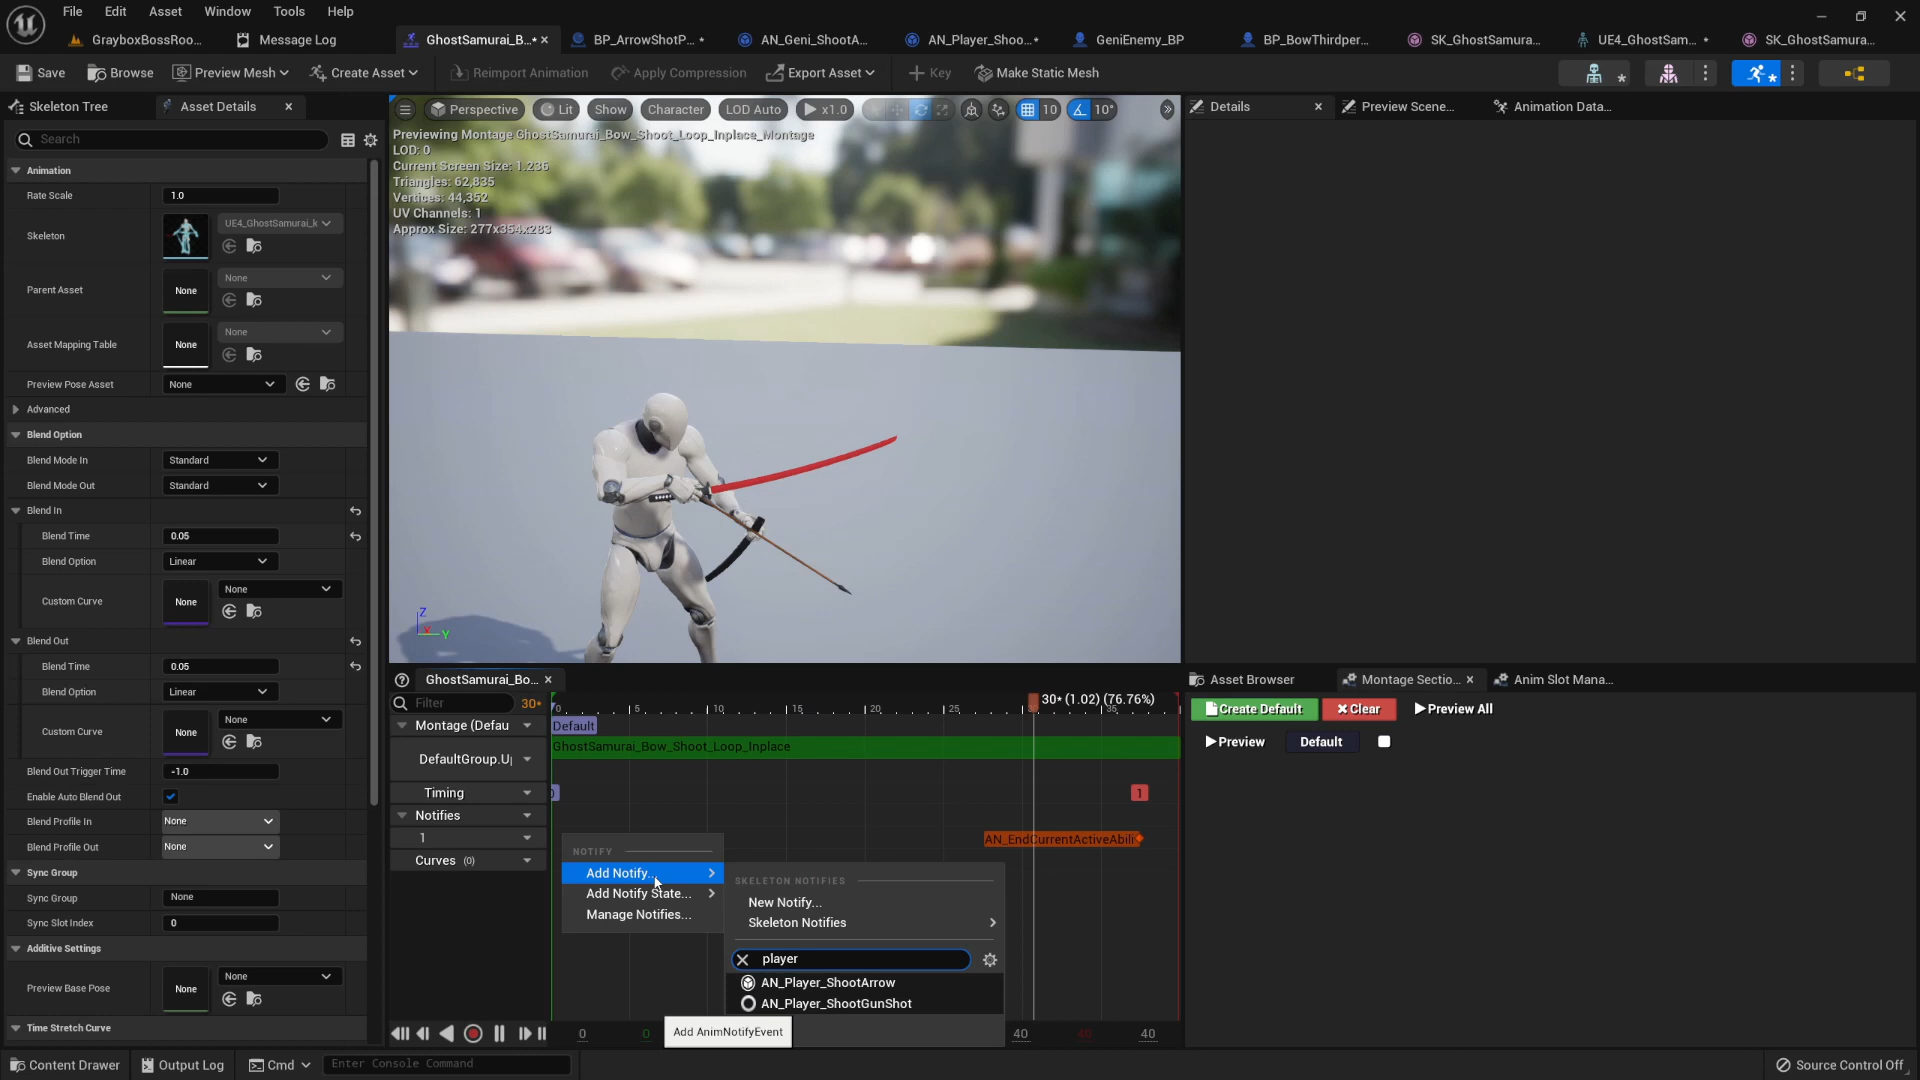 File Edit Asset Window Tools Help
GrayboxBossRoo... Message Log GhostSamurai_B...* BP_ArrowShotP... * AN_Geni_ShootA... AN_Player_Shoo...* GeniEnemy_BP BP_BowThirdper... SK_GhostSamura... UE4_GhostSam... * SK_GhostSamura...
Save Browse Preview Mesh Create Asset Reimport Animation Apply Compression Export Asset Key Make Static Mesh
Skeleton Tree Asset Details
Search
Animation
Rate Scale 1.0
Skeleton UE4_GhostSamurai_k
Parent Asset None None
Asset Mapping Table None None
Preview Pose Asset None
Advanced
Blend Option
Blend Mode In Standard
Blend Mode Out Standard
Blend In
Blend Time 0.05
Blend Option Linear
Custom Curve None None
Blend Out
Blend Time 0.05
Blend Option Linear
Custom Curve None None
Blend Out Trigger Time -1.0
Enable Auto Blend Out
Blend Profile In None
Blend Profile Out None
Sync Group
Sync Group None
Sync Slot Index 0
Additive Settings
Preview Base Pose None None
Time Stretch Curve
Perspective Lit Show Character LOD Auto x1.0 10 10°
Previewing Montage GhostSamurai_Bow_Shoot_Loop_Inplace_Montage
LOD: 0
Current Screen Size: 1.236
Triangles: 62,835
Vertices: 44,352
UV Channels: 1
Approx Size: 277x354x283
Z
X Y
GhostSamurai_Bo...
Filter 30*
0 5 10 15 20 25 35
30* (1.02) (76.76%)
Montage (Defau Default
GhostSamurai_Bow_Shoot_Loop_Inplace
DefaultGroup.U
Timing 1
Notifies
1 AN_EndCurrentActiveAbili
Curves (0)
NOTIFY
Add Notify...
Add Notify State...
Manage Notifies...
SKELETON NOTIFIES
New Notify...
Skeleton Notifies
player
AN_Player_ShootArrow
AN_Player_ShootGunShot
Add AnimNotifyEvent
0 0 40 40 40
Details Preview Scene... Animation Data...
Asset Browser Montage Sectio... Anim Slot Mana...
Create Default Clear Preview All
Preview Default
Content Drawer Output Log Cmd Enter Console Command Source Control Off